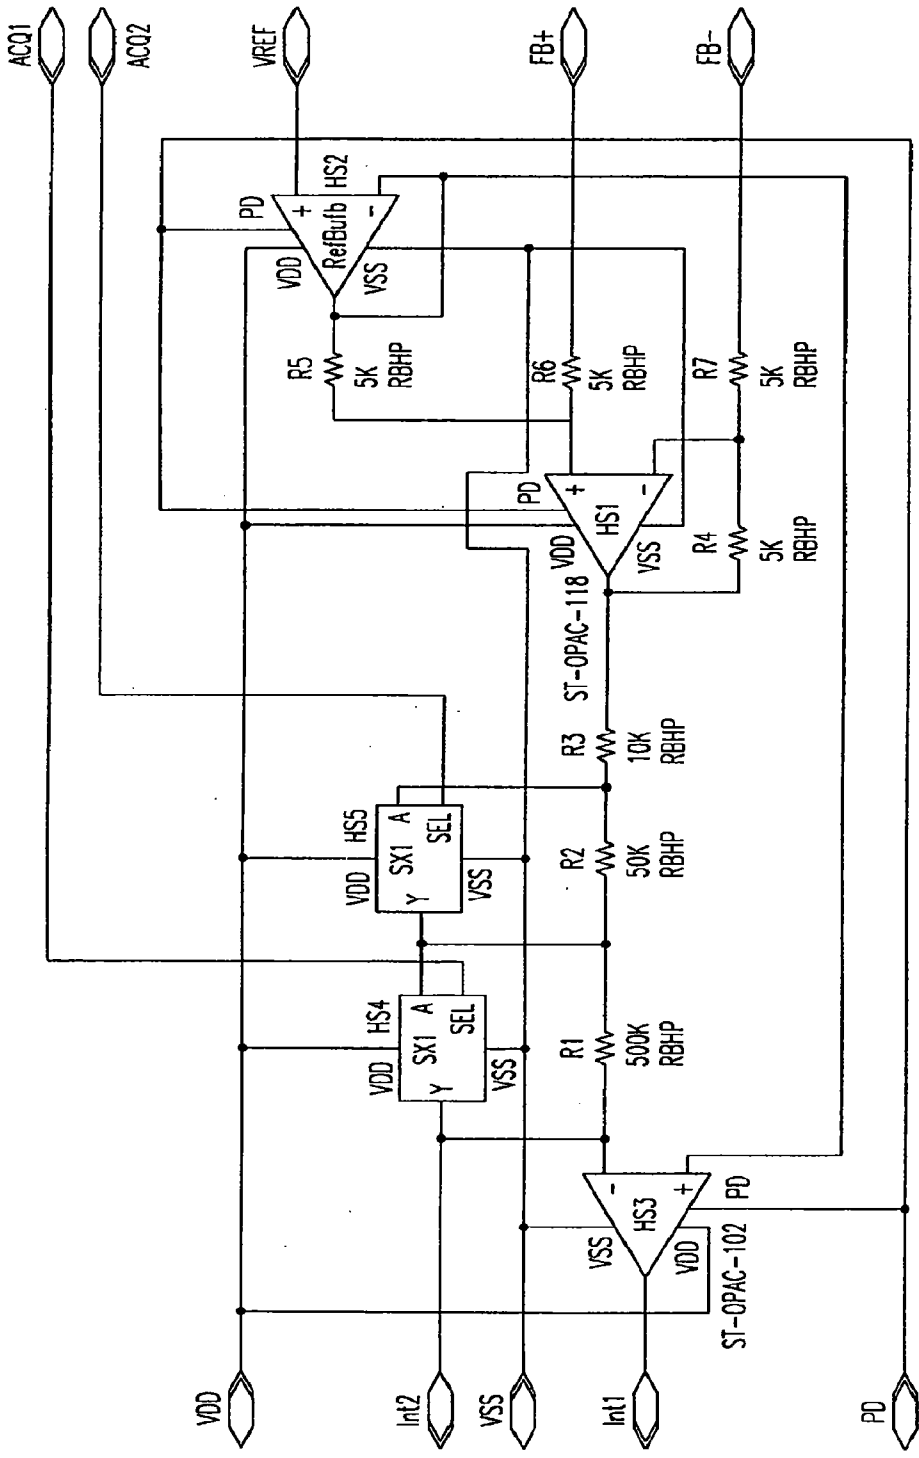 ACQ1
ACQ2
VREF
FB+
FB-
PD
+
-
RefBufb
HS2
VDD
VSS
R5
5K
RBHP
R6
5K
RBHP
R7
5K
RBHP
PD
+
-
HS1
VDD
VSS
ST-OPAC-118
R4
5K
RBHP
R3
10K
RBHP
R2
50K
RBHP
R1
500K
RBHP
HS5
VDD
SX1
A
Y
SEL
VSS
HS4
VDD
SX1
A
Y
SEL
VSS
-
+
HS3
VSS
VDD
PD
ST-OPAC-102
VDD
Int2
VSS
Int1
PD